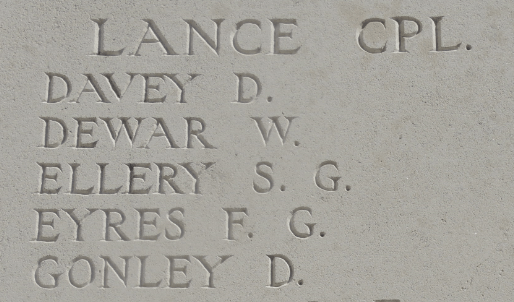 LANCE CPL.
DAVEY D.
DEWAR W.
ELLERY S. G.
EYRES F. G.
GONLEY D.